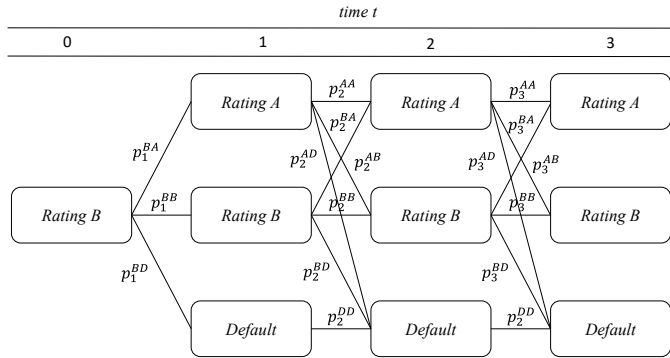 time t
0 1 2 3
Rating A Rating A Rating A
p_2^{AA} p_3^{AA}
p_2^{BA} p_3^{BA}
p_1^{BA} p_2^{AD} p_2^{AB} p_3^{AD} p_3^{AB}
Rating B Rating B Rating B Rating B
p_1^{BB} p_2^{BB} p_3^{BB}
p_1^{BD} p_2^{BD} p_3^{BD}
Default Default Default
p_2^{DD} p_2^{DD}